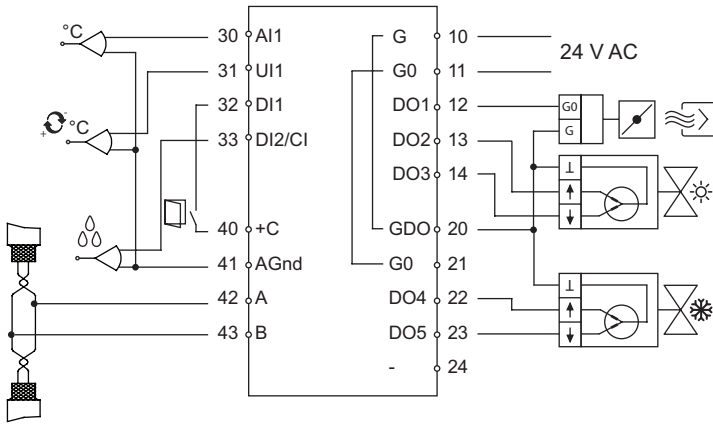 °C
30 AI1 G 10
31 UI1 G0 11
24 V AC
32 DI1 DO1 12
G0
G
°C
+ -
33 DI2/CI DO2 13
DO3 14
⊥
↑
↓
40 +C GDO 20
41 AGnd G0 21
42 A DO4 22
43 B DO5 23
⊥
↑
↓
- 24